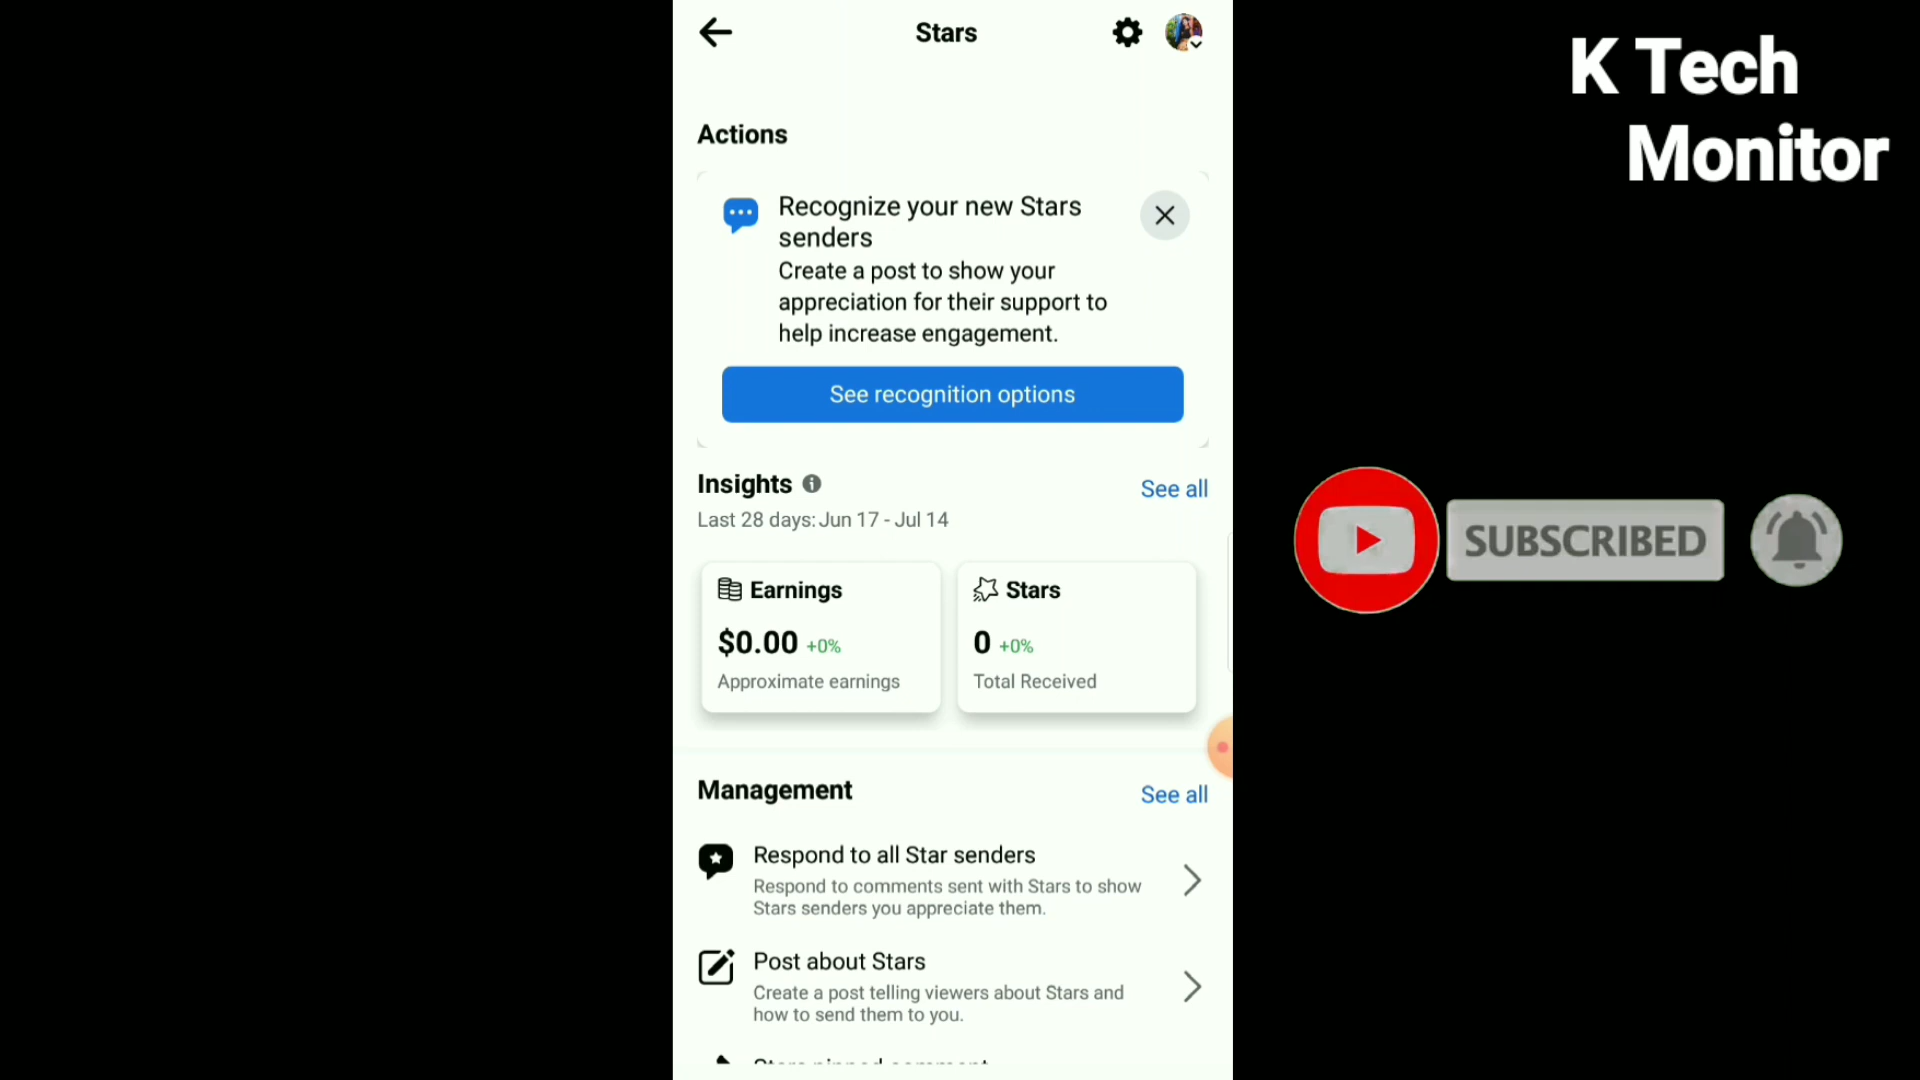 Stars
K Tech
Monitor
Actions
Recognize your new Stars
senders
Create a post to show your
appreciation for their support to
help increase engagement.
See recognition options
Insights
See all
Last 28 days: Jun 17 - Jul 14
Earnings
$0.00 +0%
Approximate earnings
Stars
0 +0%
Total Received
SUBSCRIBED
Management
See all
Respond to all Star senders
Respond to comments sent with Stars to show
Stars senders you appreciate them.
Post about Stars
Create a post telling viewers about Stars and
how to send them to you.